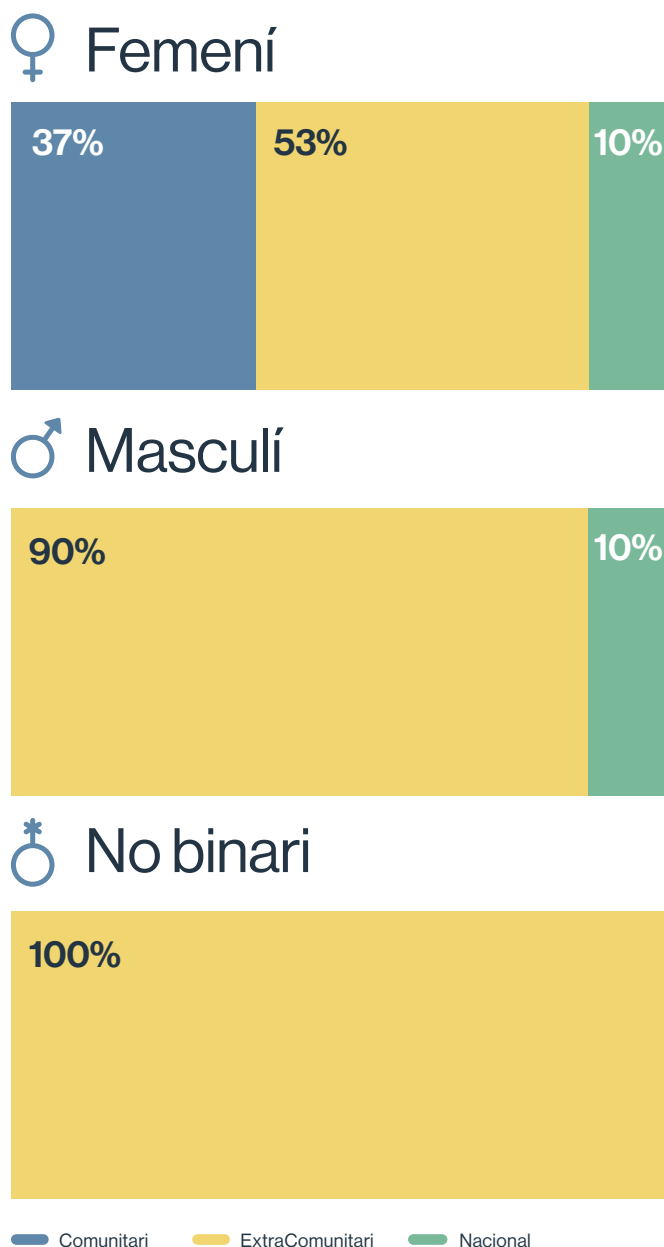 Femení
37% 53% 10%
Masculí
90% 10%
No binari
100%
Comunitari ExtraComunitari Nacional